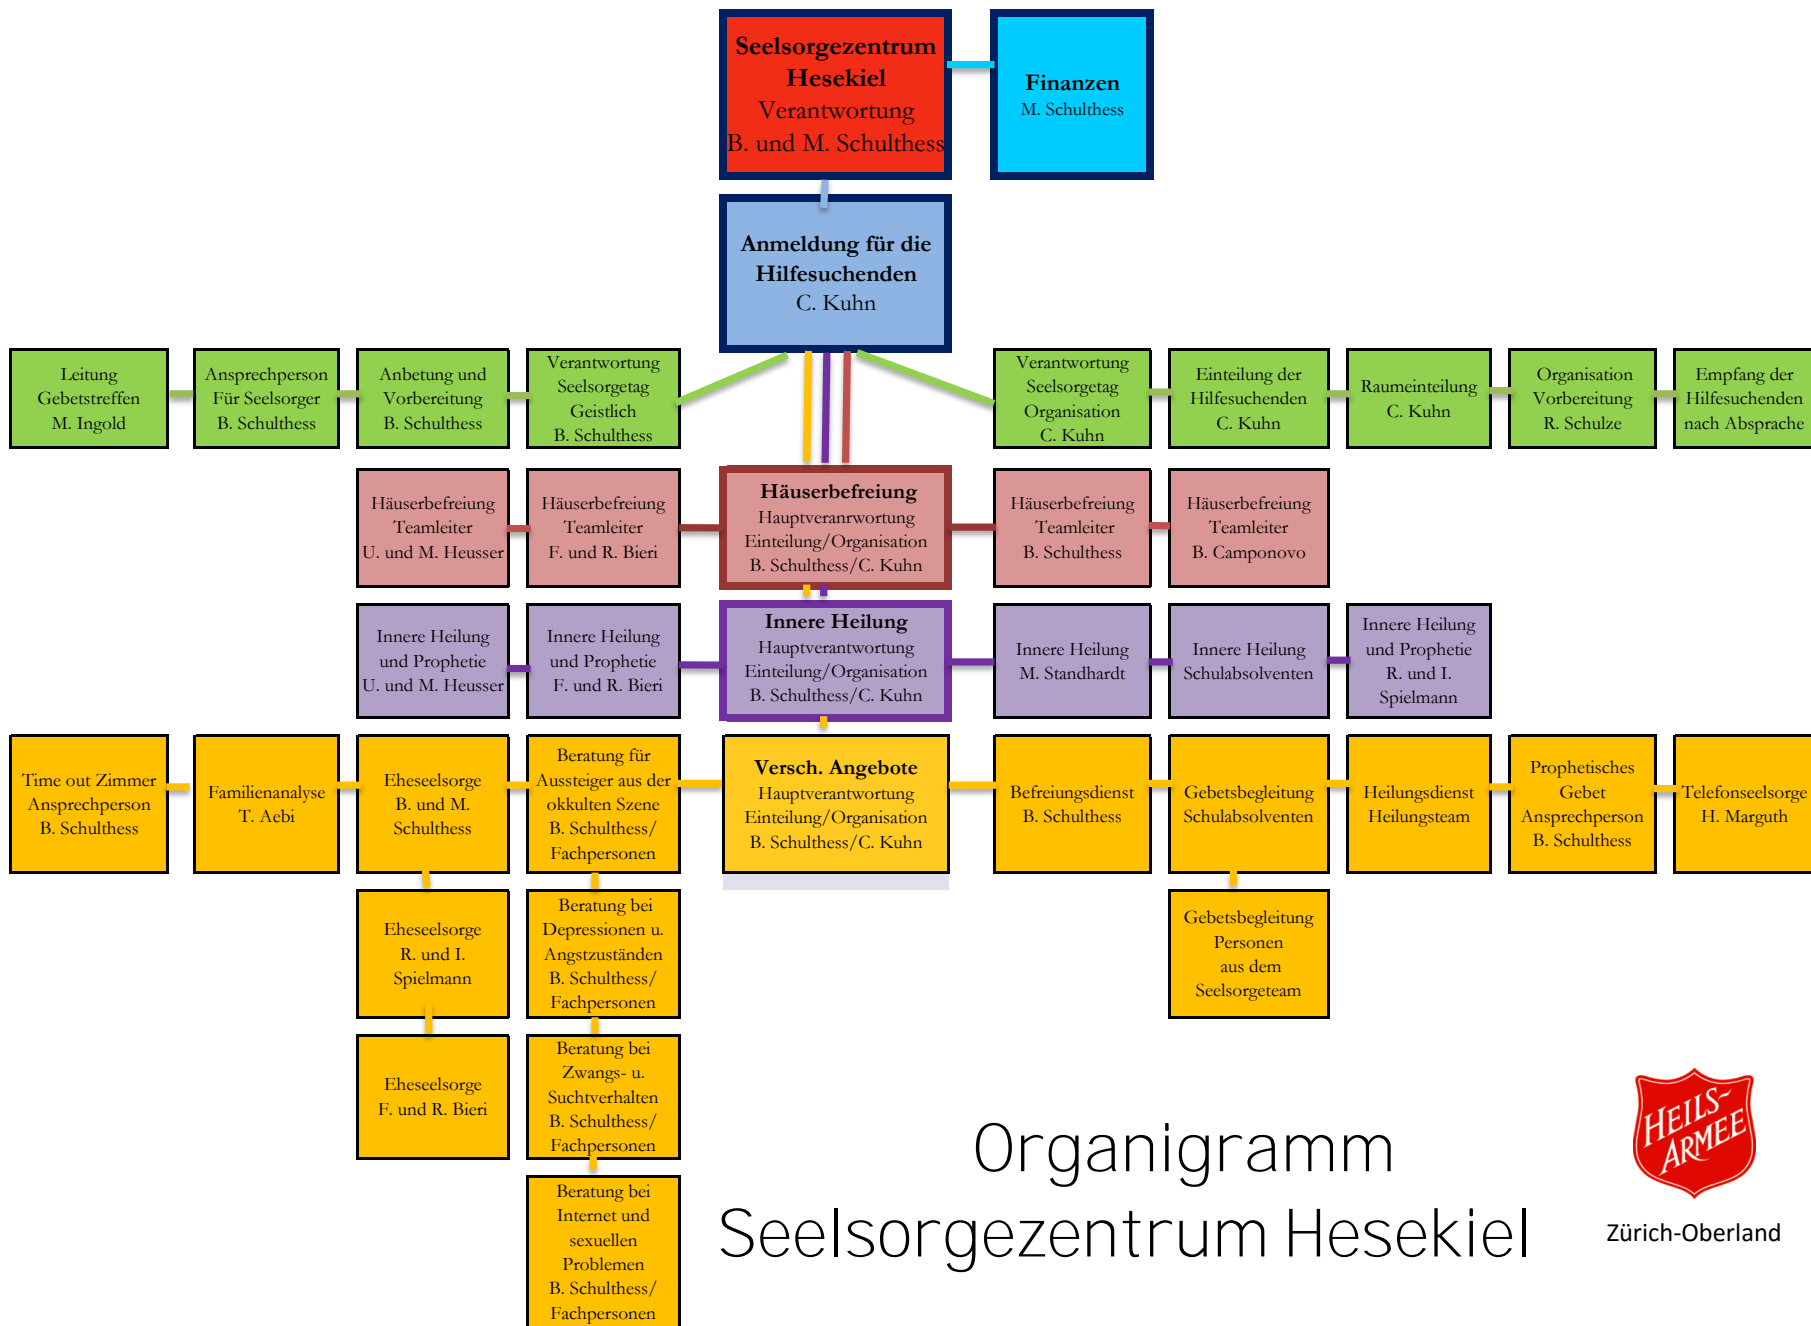 Seelsorgezentrum
Hesekiel
Verantwortung
B. und M. Schulthess
Finanzen
M. Schulthess
Anmeldung für die
Hilfesuchenden
C. Kuhn
Leitung
Gebetstreffen
M. Ingold
Ansprechperson
Für Seelsorger
B. Schulthess
Anbetung und
Vorbereitung
B. Schulthess
Verantwortung
Seelsorgetag
Geistlich
B. Schulthess
Verantwortung
Seelsorgetag
Organisation
C. Kuhn
Einteilung der
Hilfesuchenden
C. Kuhn
Raumeinteilung
C. Kuhn
Organisation
Vorbereitung
R. Schulze
Empfang der
Hilfesuchenden
nach Absprache
Häuserbefreiung
Teamleiter
U. und M. Heusser
Häuserbefreiung
Teamleiter
F. und R. Bieri
Häuserbefreiung
Hauptveranrwortung
Einteilung/Organisation
B. Schulthess/C. Kuhn
Häuserbefreiung
Teamleiter
B. Schulthess
Häuserbefreiung
Teamleiter
B. Camponovo
Innere Heilung
und Prophetie
U. und M. Heusser
Innere Heilung
und Prophetie
F. und R. Bieri
Innere Heilung
Hauptverantwortung
Einteilung/Organisation
B. Schulthess/C. Kuhn
Innere Heilung
M. Standhardt
Innere Heilung
Schulabsolventen
Innere Heilung
und Prophetie
R. und I.
Spielmann
Time out Zimmer
Ansprechperson
B. Schulthess
Familienanalyse
T. Aebi
Eheseelsorge
B. und M.
Schulthess
Beratung für
Aussteiger aus der
okkulten Szene
B. Schulthess/
Fachpersonen
Versch. Angebote
Hauptverantwortung
Einteilung/Organisation
B. Schulthess/C. Kuhn
Befreiungsdienst
B. Schulthess
Gebetsbegleitung
Schulabsolventen
Heilungsdienst
Heilungsteam
Prophetisches
Gebet
Ansprechperson
B. Schulthess
Telefonseelsorge
H. Marguth
Eheseelsorge
R. und I.
Spielmann
Beratung bei
Depressionen u.
Angstzuständen
B. Schulthess/
Fachpersonen
Gebetsbegleitung
Personen
aus dem
Seelsorgeteam
Eheseelsorge
F. und R. Bieri
Beratung bei
Zwangs- u.
Suchtverhalten
B. Schulthess/
Fachpersonen
Beratung bei
Internet und
sexuellen
Problemen
B. Schulthess/
Fachpersonen
Organigramm
Seelsorgezentrum Hesekiel
HEILS-
ARMEE
Zürich-Oberland